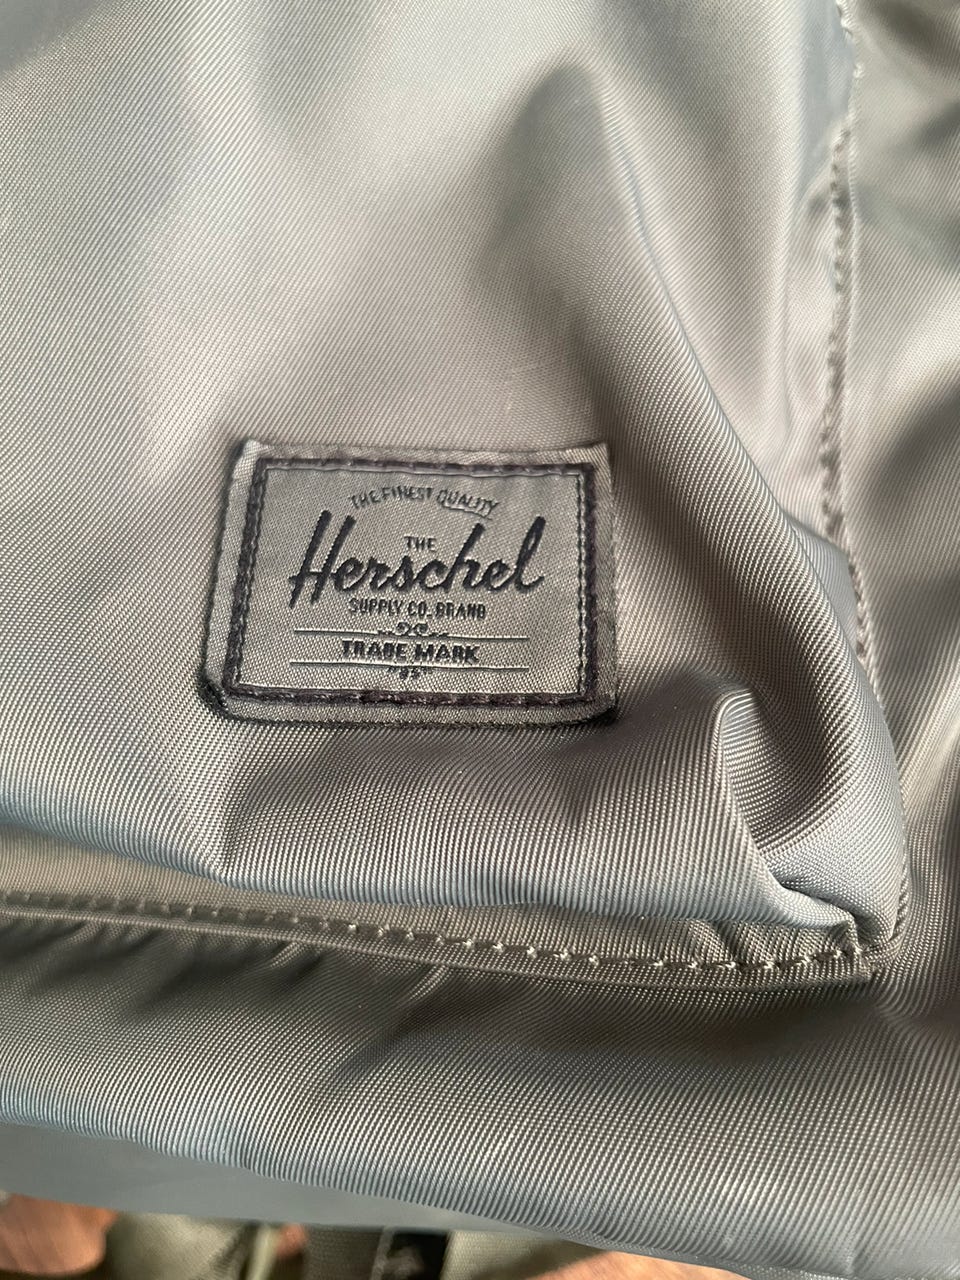 THE FINEST QUALITY
THE
Herschel
SUPPLY CO. BRAND
TRADE MARK